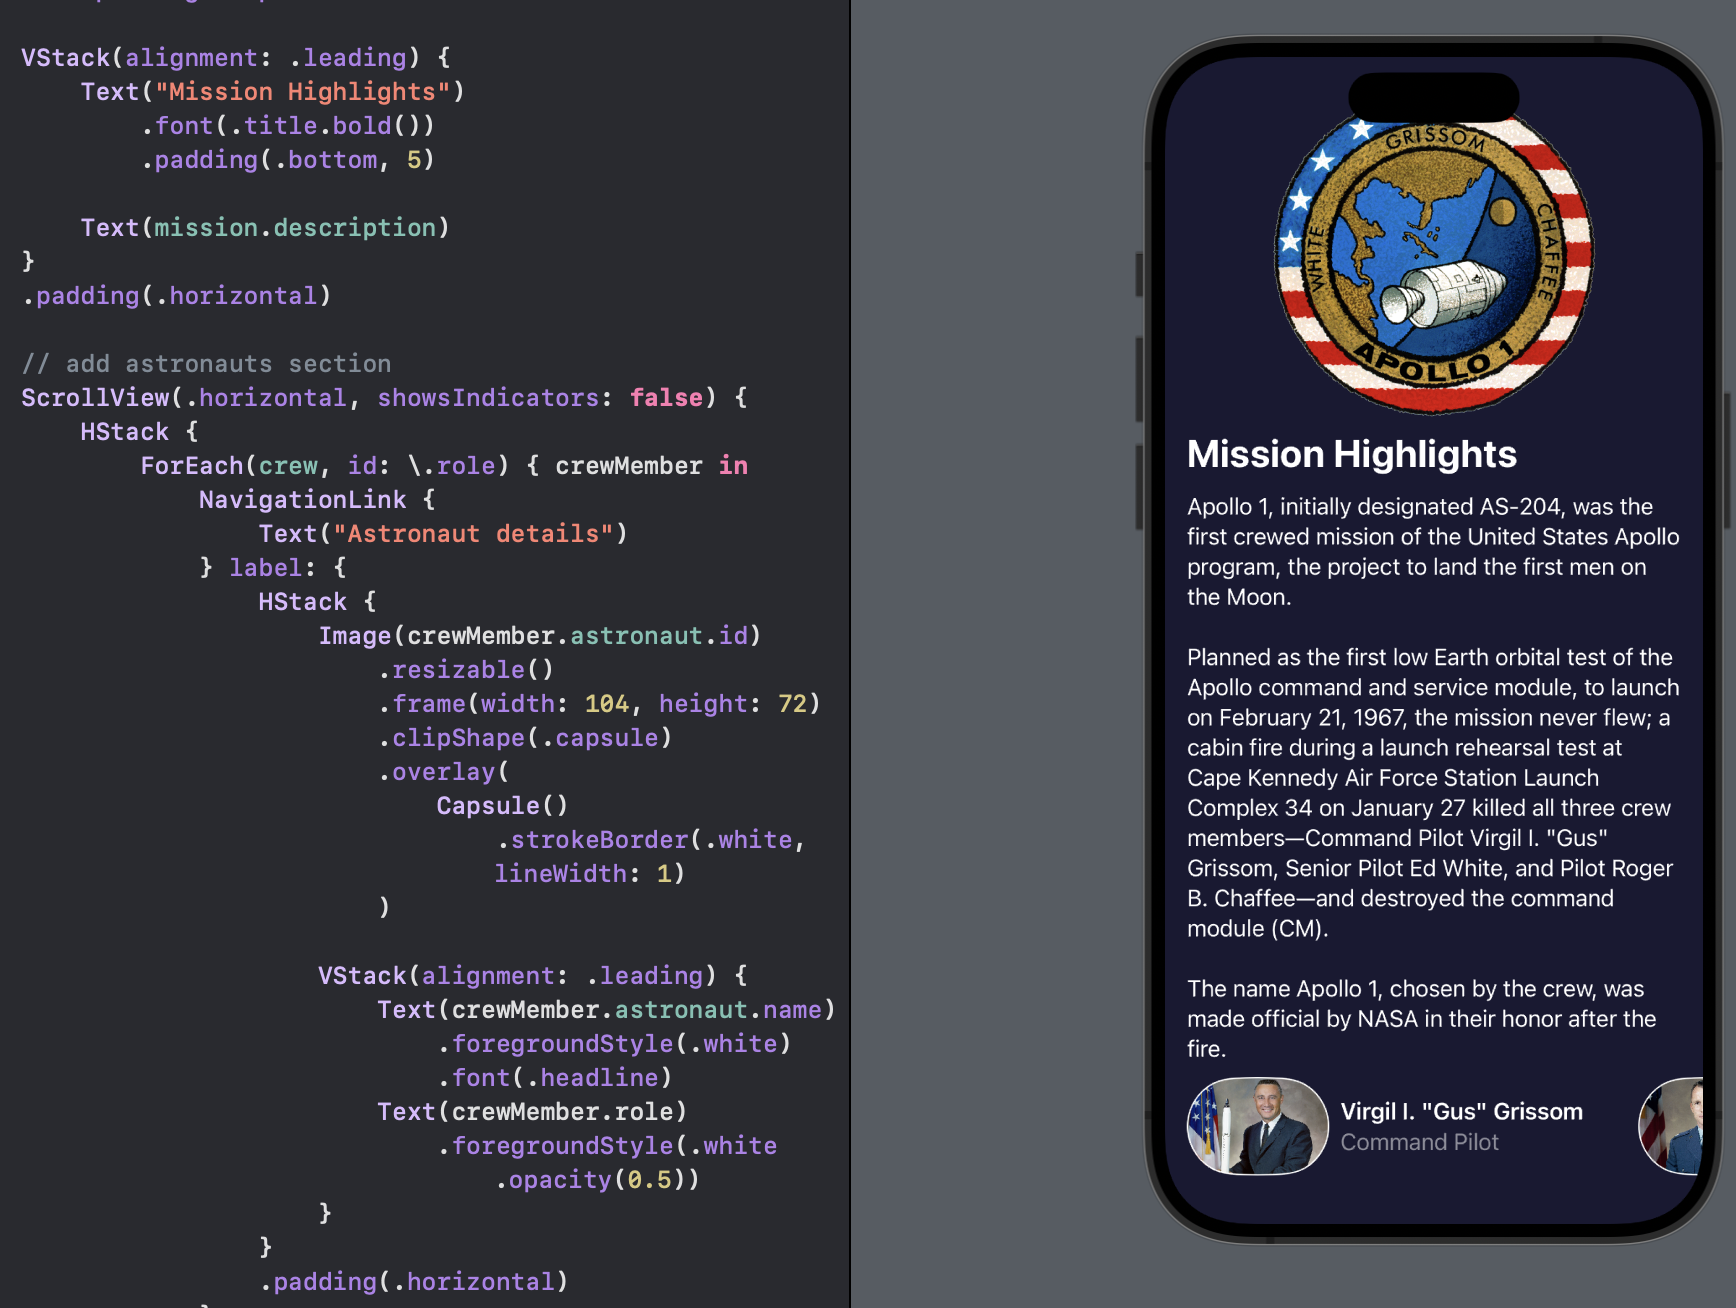 VStack(alignment: .leading) {
Text("Mission Highlights")
.font(.title.bold())
.padding(.bottom, 5)
Text(mission.description)
}
.padding(.horizontal)
// add astronauts section
ScrollView(.horizontal, showsIndicators: false) {
HStack {
ForEach(crew, id: \.role) { crewMember in
NavigationLink {
Text("Astronaut details")
} label: {
HStack {
Image(crewMember.astronaut.id)
.resizable()
.frame(width: 104, height: 72)
.clipShape(.capsule)
.overlay(
Capsule()
.strokeBorder(.white,
lineWidth: 1)
)
VStack(alignment: .leading) {
Text(crewMember.astronaut.name)
.foregroundStyle(.white)
.font(.headline)
Text(crewMember.role)
.foregroundStyle(.white
.opacity(0.5))
}
}
.padding(.horizontal)
GRISSOM
WHITE
CHAFFEE
APOLLO 1
Mission Highlights
Apollo 1, initially designated AS-204, was the
first crewed mission of the United States Apollo
program, the project to land the first men on
the Moon.
Planned as the first low Earth orbital test of the
Apollo command and service module, to launch
on February 21, 1967, the mission never flew; a
cabin fire during a launch rehearsal test at
Cape Kennedy Air Force Station Launch
Complex 34 on January 27 killed all three crew
members—Command Pilot Virgil I. "Gus"
Grissom, Senior Pilot Ed White, and Pilot Roger
B. Chaffee—and destroyed the command
module (CM).
The name Apollo 1, chosen by the crew, was
made official by NASA in their honor after the
fire.
Virgil I. "Gus" Grissom
Command Pilot